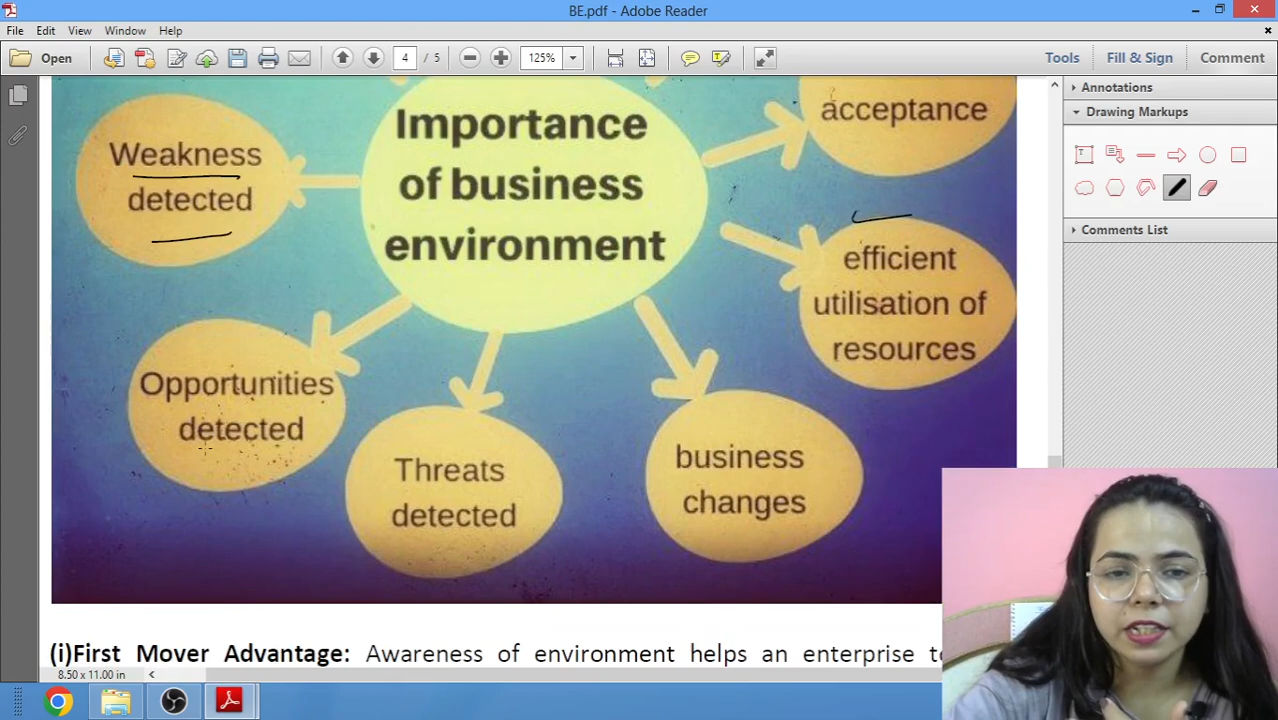 BE.pdf - Adobe Reader
File Edit View Window Help
Open
4 / 5
125%
Tools
Fill & Sign
Comment
Annotations
Drawing Markups
T
Comments List
Importance
of business
environment
acceptance
Weakness
detected
efficient
utilisation of
resources
Opportunities
detected
Threats
detected
business
changes
(i)First Mover Advantage: Awareness of environment helps an enterprise
8.50 x 11.00 in